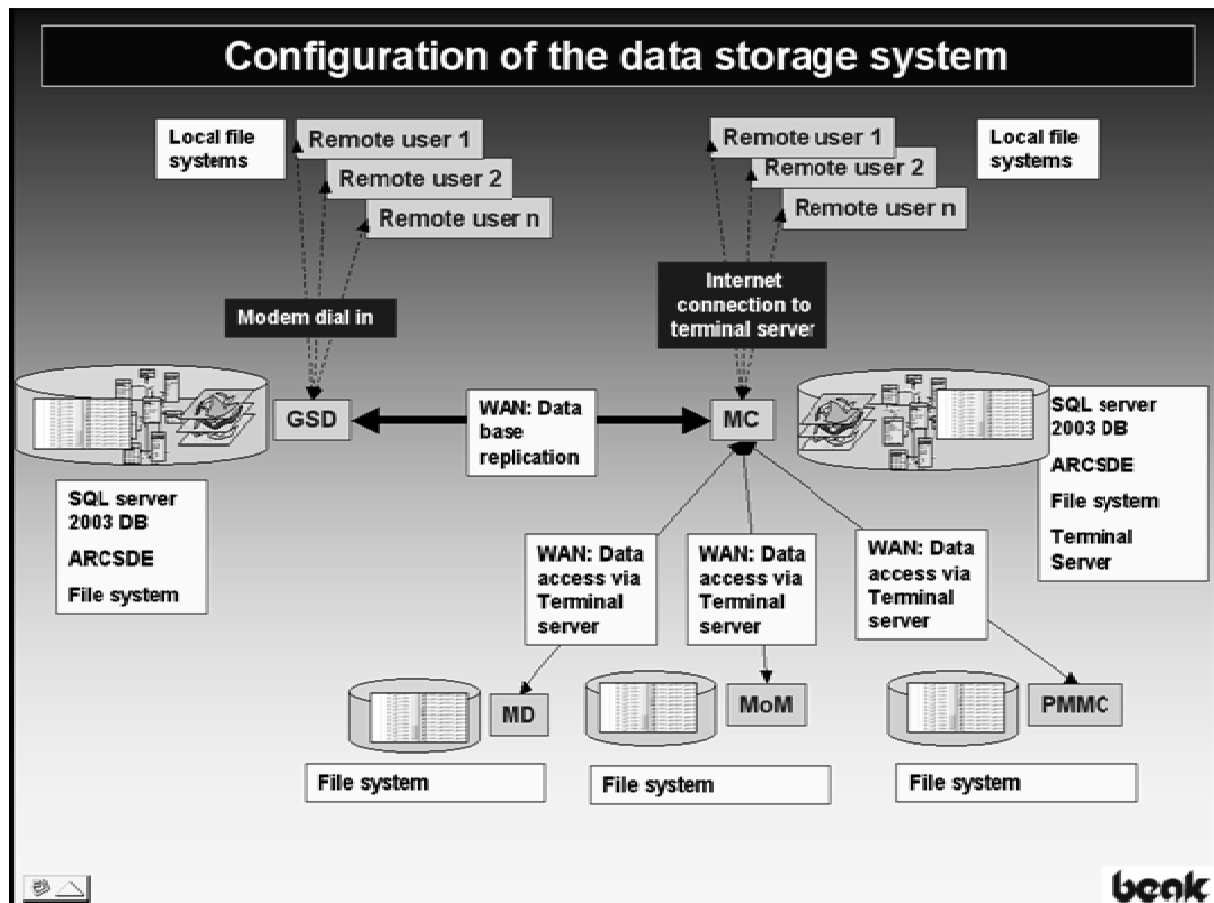 Configuration of the data storage system
Local file
systems
Remote user 1
Remote user 2
Remote user n
Remote user 1
Remote user 2
Remote user n
Local file
systems
Modem dial in
Internet
connection to
terminal server
GSD
WAN: Data
base
replication
MC
SQL server
2003 DB
ARCSDE
File system
SQL server
2003 DB
ARCSDE
File system
Terminal
Server
WAN: Data
access via
Terminal
server
WAN: Data
access via
Terminal
server
WAN: Data
access via
Terminal
server
MD
MoM
PMMC
File system
File system
File system
beak